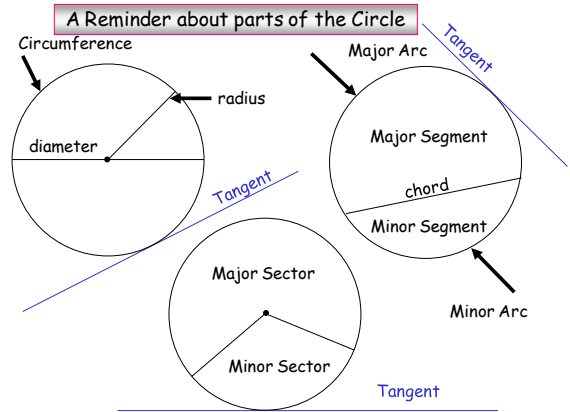 A Reminder about parts of the Circle
Circumference
radius
diameter
Tangent
Major Arc
Tangent
Major Segment
chord
Minor Segment
Minor Arc
Major Sector
Minor Sector
Tangent